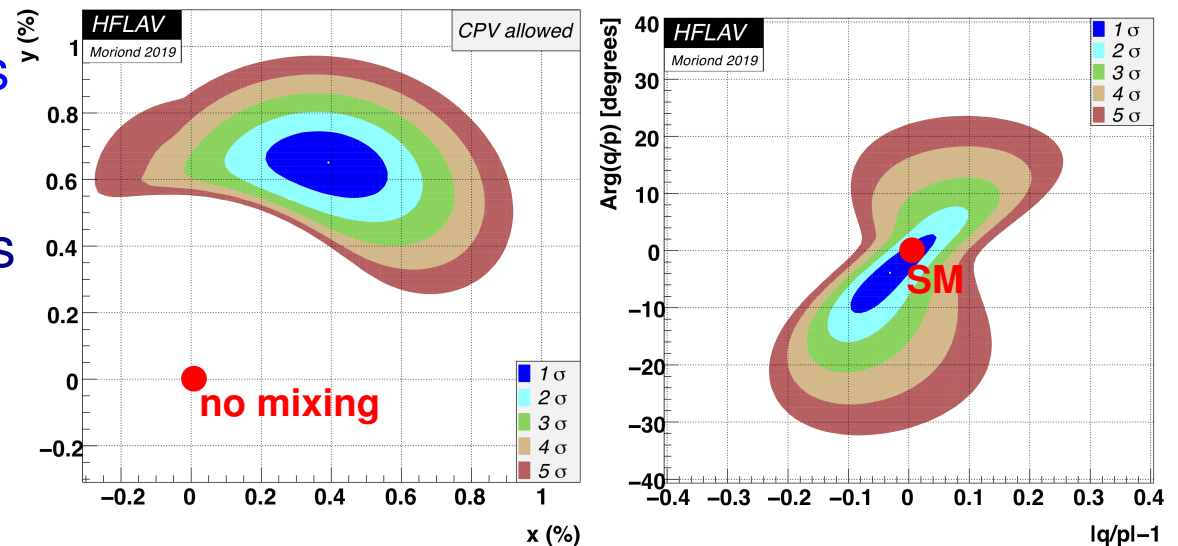 s
s
y (%)
HFLAV
Moriond 2019
CPV allowed
1
0.8
0.6
0.4
0.2
0
−0.2
no mixing
1 σ
2 σ
3 σ
4 σ
5 σ
−0.2
0
0.2
0.4
0.6
0.8
1
x (%)
Arg(q/p) [degrees]
HFLAV
Moriond 2019
1 σ
2 σ
3 σ
4 σ
5 σ
40
30
20
10
0
−10
−20
−30
−40
SM
−0.4
−0.3
−0.2
−0.1
0
0.1
0.2
0.3
0.4
|q/p|−1